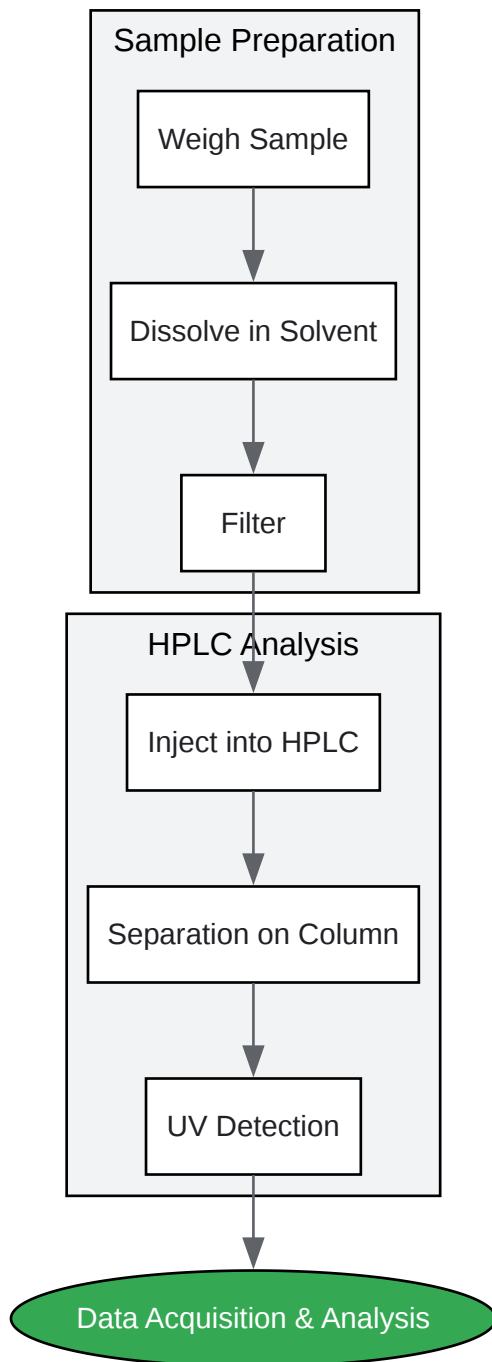 Sample Preparation
Weigh Sample
Dissolve in Solvent
Filter
HPLC Analysis
Inject into HPLC
Separation on Column
UV Detection
Data Acquisition & Analysis